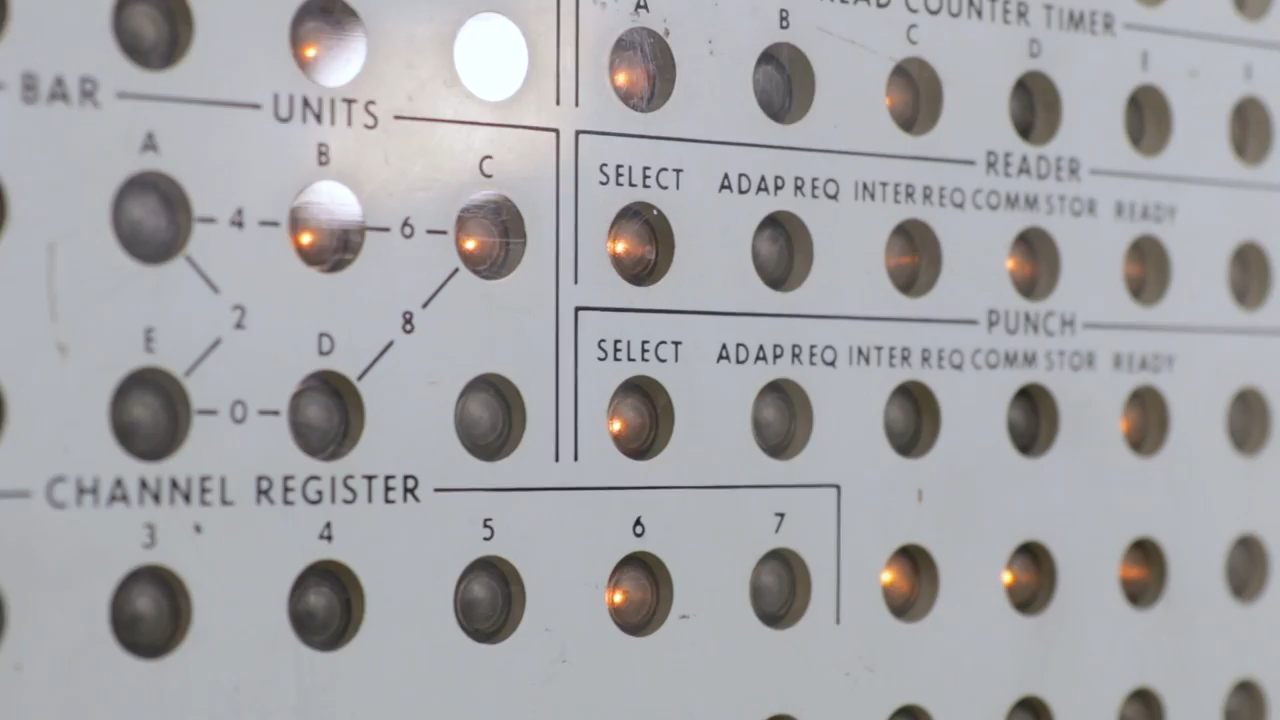 COUNTER TIMER
A B C D
BAR UNITS
A B C
4 6
2 8
E D
0
READER
SELECT ADAP REQ INTER REQ COMM STOR READY
PUNCH
SELECT ADAP REQ INTER REQ COMM STOR READY
CHANNEL REGISTER
3 4 5 6 7